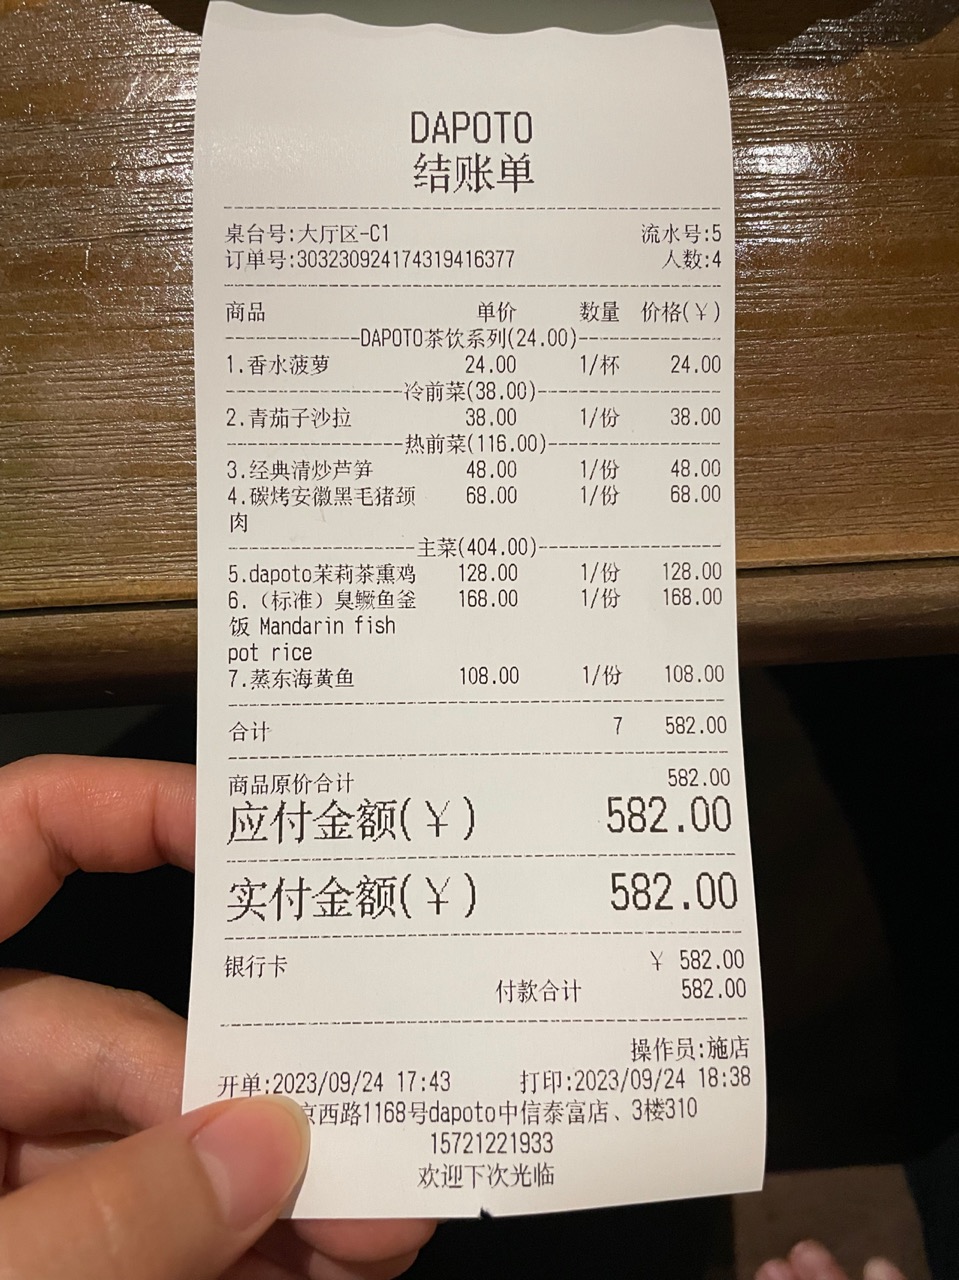 DAPOTO
结账单
桌台号:大厅区-C1 流水号:5
订单号:303230924174319416377 人数:4
商品 单价 数量 价格(¥)
DAPOTO茶饮系列(24.00)
1.香水菠萝 24.00 1/杯 24.00
冷前菜(38.00)
2.青茄子沙拉 38.00 1/份 38.00
热前菜(116.00)
3.经典清炒芦笋 48.00 1/份 48.00
4.碳烤安徽黑毛猪颈 68.00 1/份 68.00
肉
主菜(404.00)
5.dapoto茉莉茶熏鸡 128.00 1/份 128.00
6.（标准）臭鳜鱼釜 168.00 1/份 168.00
饭 Mandarin fish
pot rice
7.蒸东海黄鱼 108.00 1/份 108.00
合计 7 582.00
商品原价合计 582.00
应付金额(¥) 582.00
实付金额(¥) 582.00
银行卡 ¥ 582.00
付款合计 582.00
操作员:施店
开单:2023/09/24 17:43 打印:2023/09/24 18:38
京西路1168号dapoto中信泰富店、3楼310
15721221933
欢迎下次光临